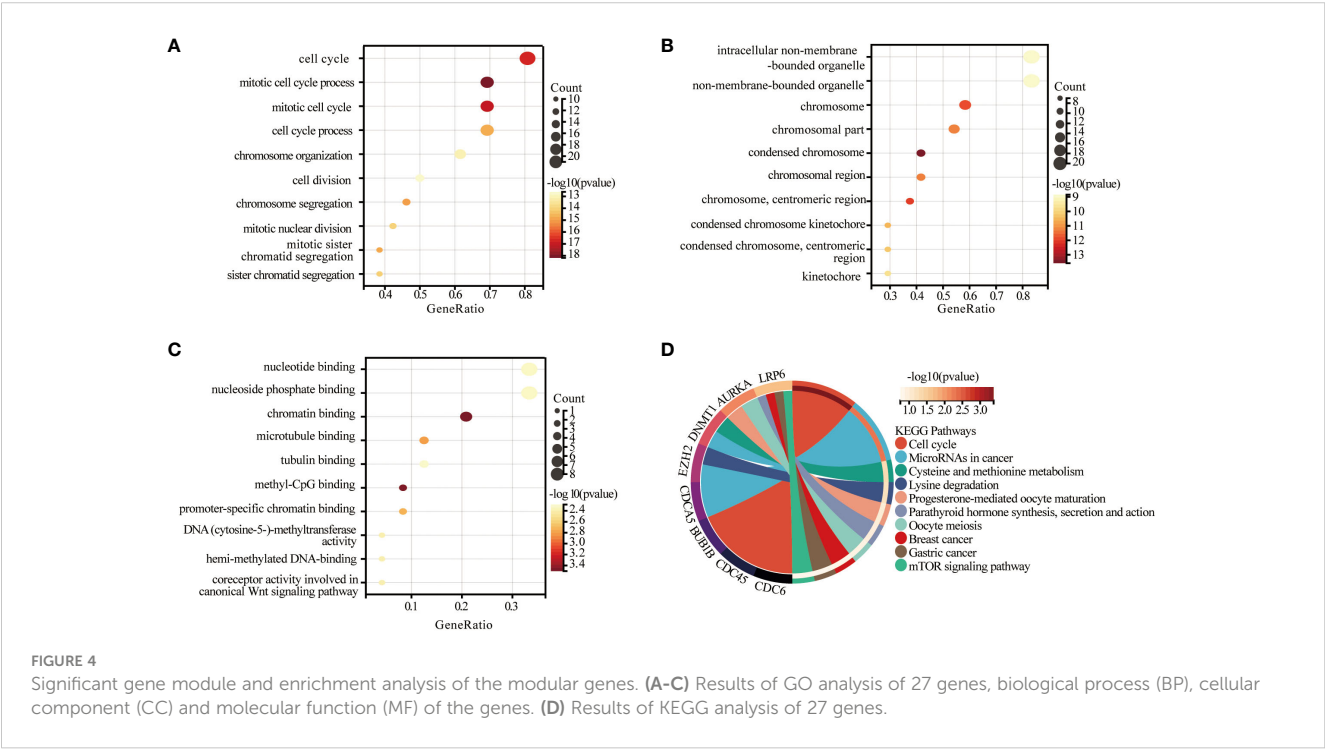 A
cell cycle
mitotic cell cycle process
mitotic cell cycle
cell cycle process
chromosome organization
cell division
chromosome segregation
mitotic nuclear division
mitotic sister
chromatid segregation
sister chromatid segregation
0.4 0.5 0.6 0.7 0.8
GeneRatio
Count
10
12
14
16
18
20
-log10(pvalue)
13
14
15
16
17
18
B
intracellular non-membrane
-bounded organelle
non-membrane-bounded organelle
chromosome
chromosomal part
condensed chromosome
chromosomal region
chromosome, centromeric region
condensed chromosome kinetochore
condensed chromosome, centromeric
region
kinetochore
0.3 0.4 0.5 0.6 0.7 0.8
GeneRatio
Count
8
10
12
14
16
18
20
-log10(pvalue)
9
10
11
12
13
C
nucleotide binding
nucleoside phosphate binding
chromatin binding
microtubule binding
tubulin binding
methyl-CpG binding
promoter-specific chromatin binding
DNA (cytosine-5-)-methyltransferase
activity
hemi-methylated DNA-binding
coreceptor activity involved in
canonical Wnt signaling pathway
0.1 0.2 0.3
GeneRatio
Count
1
2
3
4
5
6
7
8
-log10(pvalue)
2.4
2.6
2.8
3.0
3.2
3.4
D
LRP6
AURKA
DNMT1
EZH2
CDCA5
BUB1B
CDC45
CDC6
-log10(pvalue)
1.0 1.5 2.0 2.5 3.0
KEGG Pathways
Cell cycle
MicroRNAs in cancer
Cysteine and methionine metabolism
Lysine degradation
Progesterone-mediated oocyte maturation
Parathyroid hormone synthesis, secretion and action
Oocyte meiosis
Breast cancer
Gastric cancer
mTOR signaling pathway
FIGURE 4
Significant gene module and enrichment analysis of the modular genes. (A-C) Results of GO analysis of 27 genes, biological process (BP), cellular
component (CC) and molecular function (MF) of the genes. (D) Results of KEGG analysis of 27 genes.